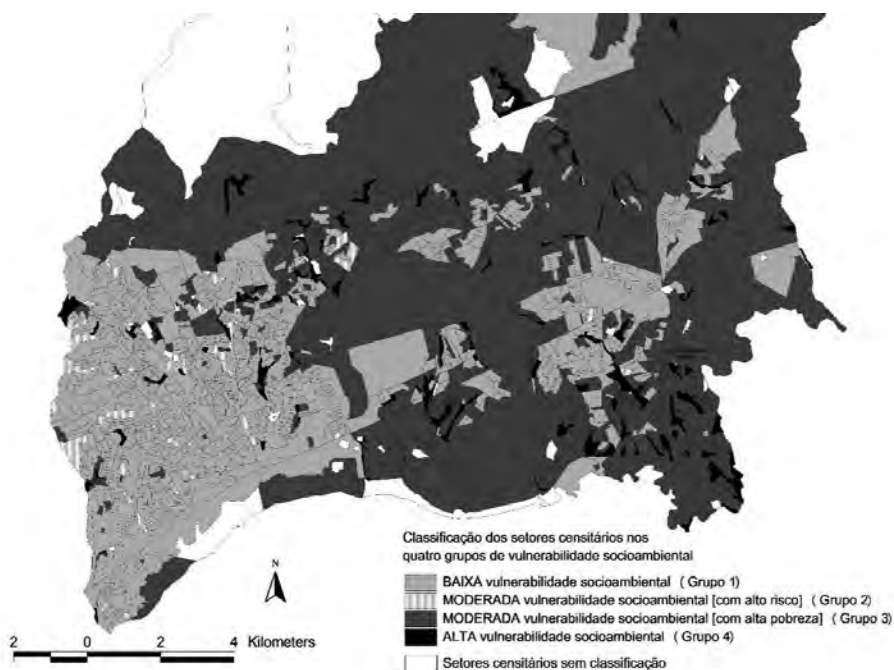 Classificação dos setores censitários nos
quatro grupos de vulnerabilidade socioambiental
BAIXA vulnerabilidade socioambiental ( Grupo 1)
MODERADA vulnerabilidade socioambiental [com alto risco] ( Grupo 2)
MODERADA vulnerabilidade socioambiental [com alta pobreza] ( Grupo 3)
ALTA vulnerabilidade socioambiental ( Grupo 4)
Setores censitários sem classificação
N
2 0 2 4 Kilometers